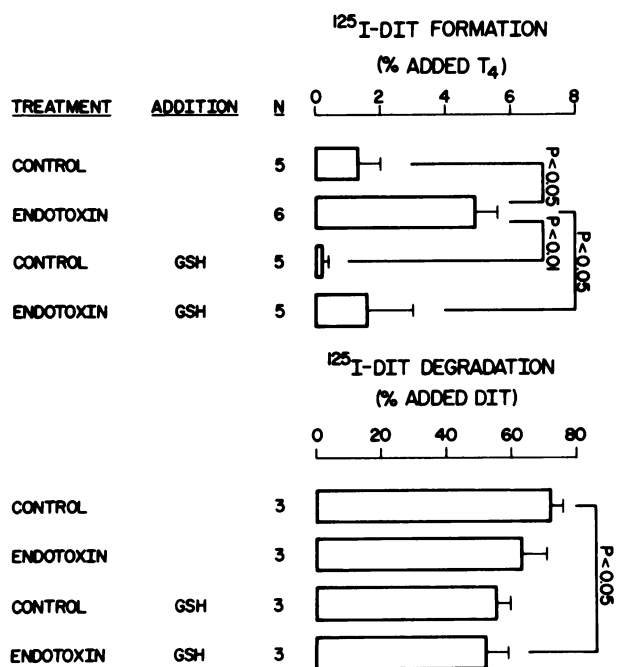 ¹²⁵I-DIT FORMATION
(% ADDED T₄)
TREATMENT ADDITION N 0 2 4 6 8
CONTROL 5
ENDOTOXIN 6
CONTROL GSH 5
ENDOTOXIN GSH 5
P<0.05
P<0.01
P<0.05
¹²⁵I-DIT DEGRADATION
(% ADDED DIT)
0 20 40 60 80
CONTROL 3
ENDOTOXIN 3
CONTROL GSH 3
ENDOTOXIN GSH 3
P<0.05